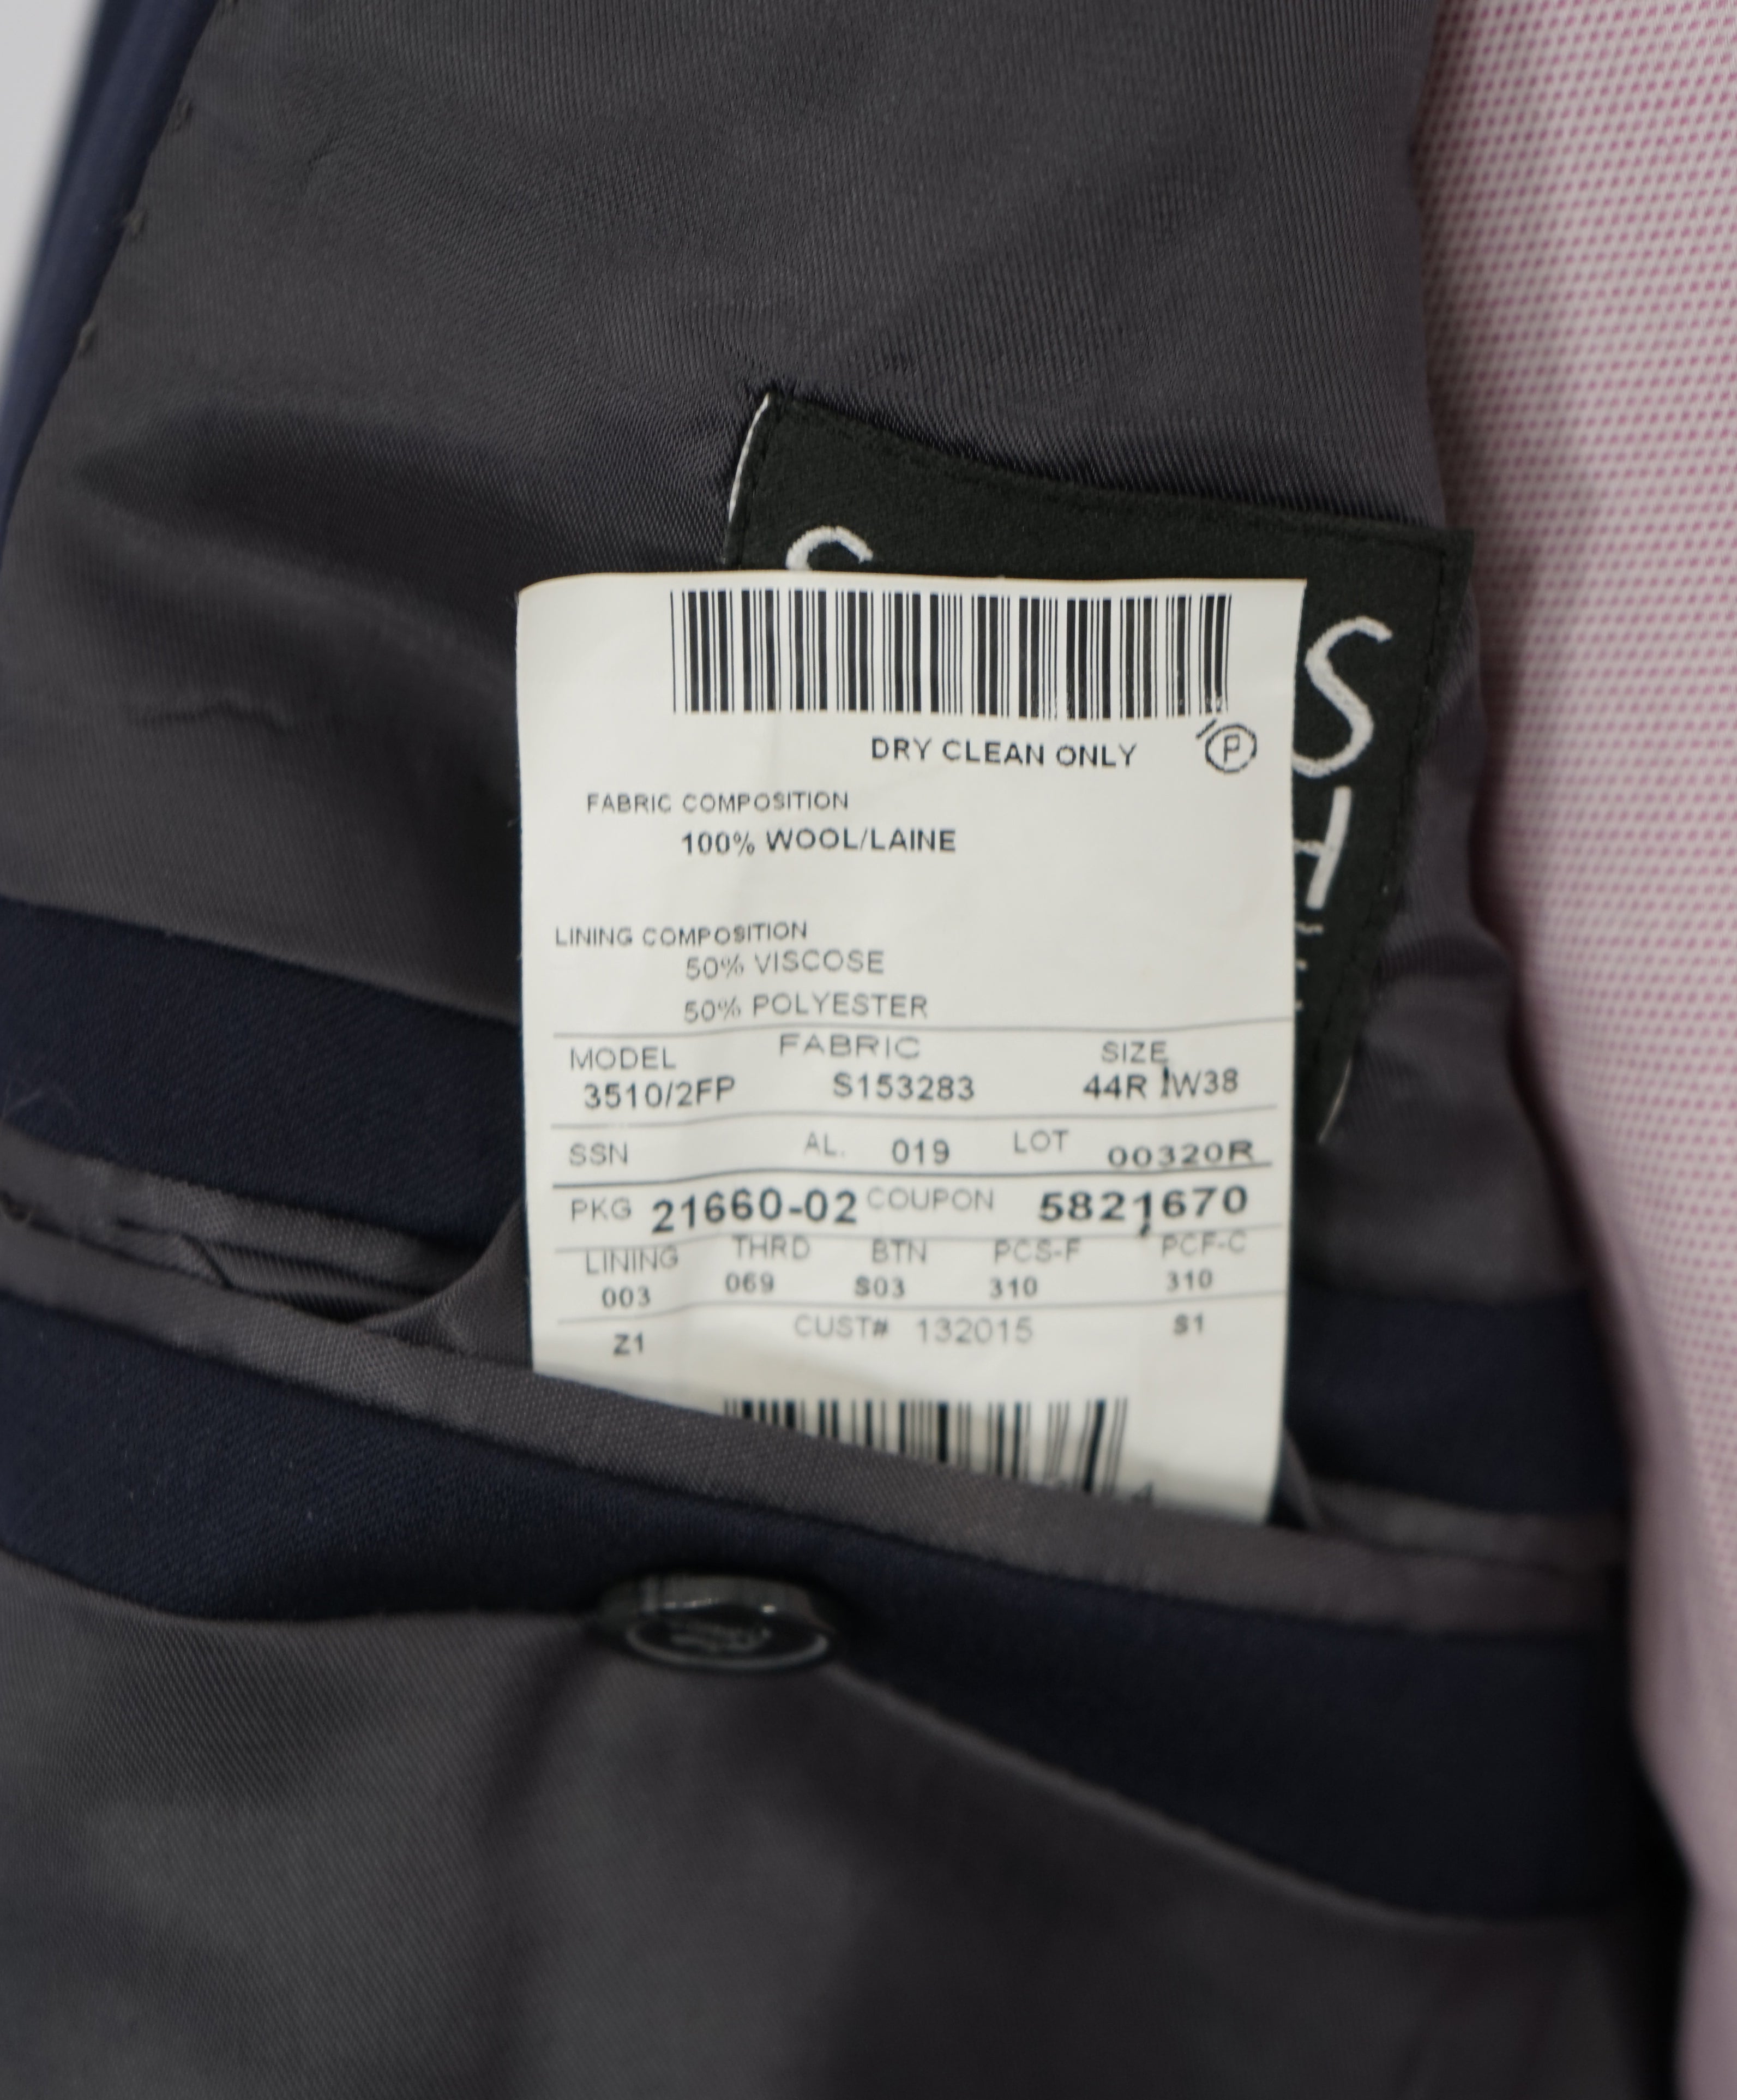 DRY CLEAN ONLY P
FABRIC COMPOSITION
100% WOOL/LAINE
LINING COMPOSITION
50% VISCOSE
50% POLYESTER
MODEL FABRIC SIZE
3510/2FP S153283 44R W38
SSN AL. 019 LOT 00320R
PKG 21660-02 COUPON 5821670
LINING THRD BTN PCS-F PCF-C
003 069 S03 310 310
Z1 CUST# 132015 S1
S
H